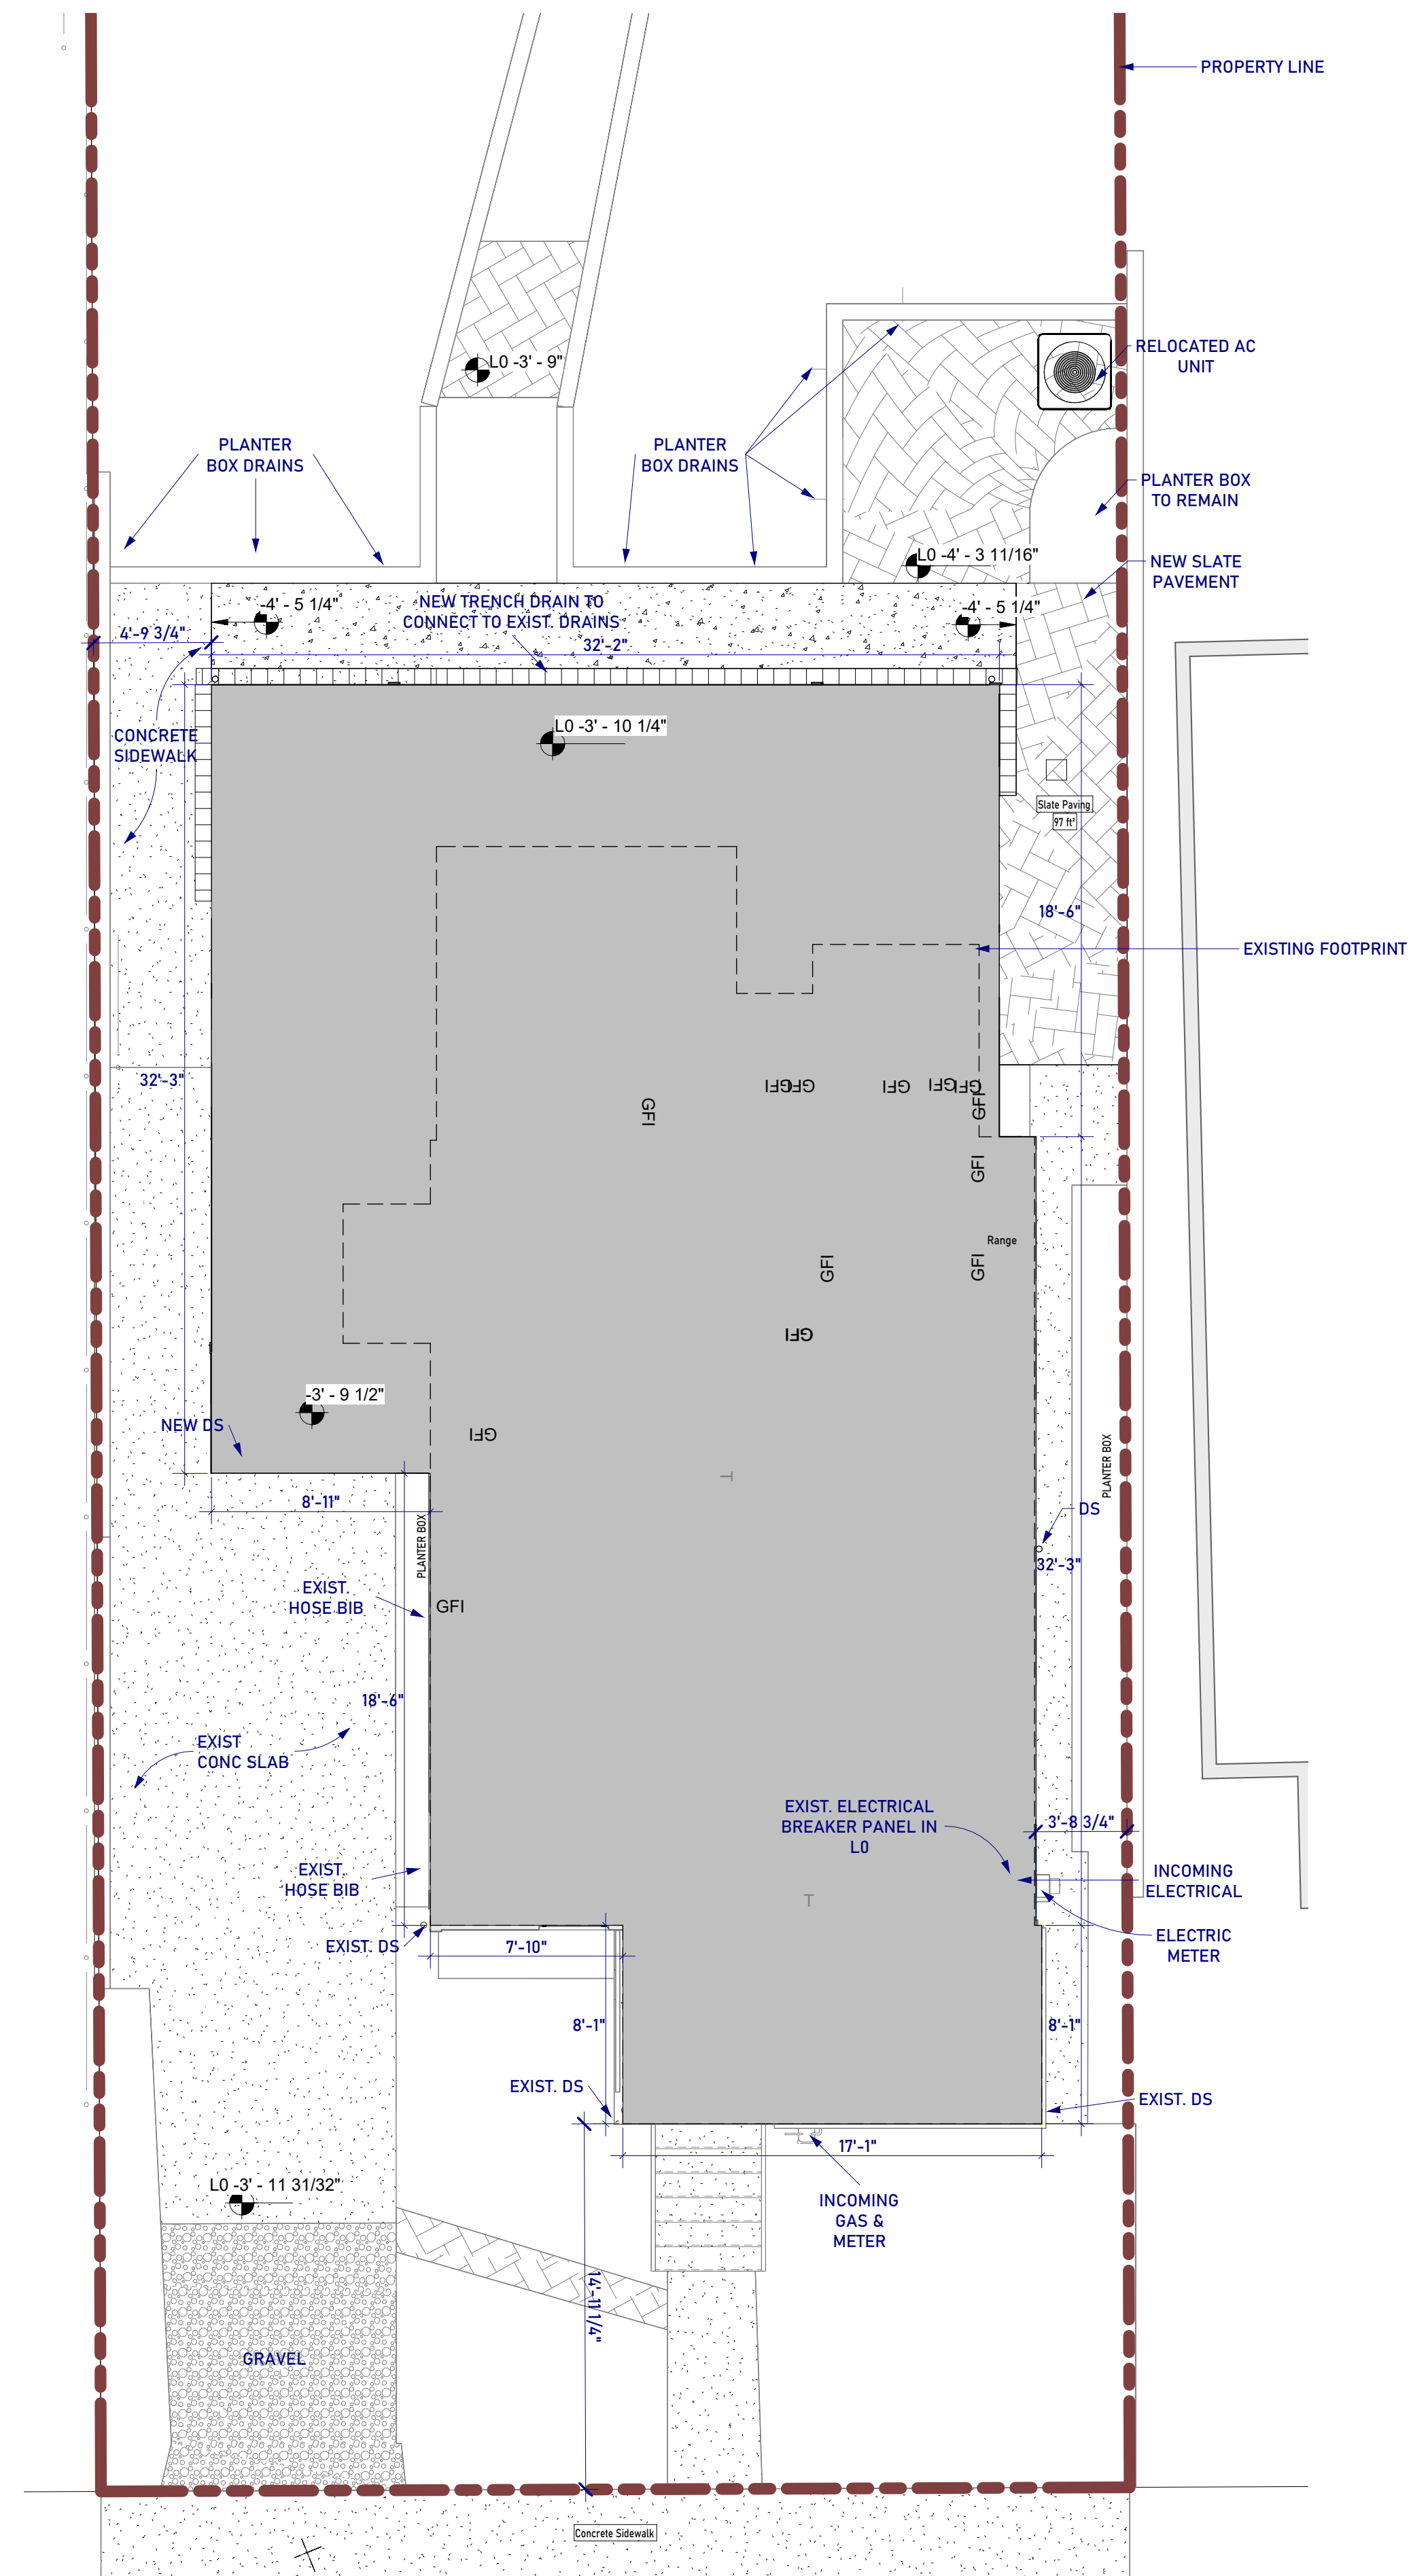 PROPERTY LINE
RELOCATED AC
UNIT
L0 -3' - 9"
PLANTER
BOX DRAINS
PLANTER
BOX DRAINS
PLANTER BOX
TO REMAIN
L0 -4' - 3 11/16"
NEW SLATE
PAVEMENT
-4' - 5 1/4"
NEW TRENCH DRAIN TO
CONNECT TO EXIST. DRAINS
-4' - 5 1/4"
4'-9 3/4"
32'-2"
L0 -3' - 10 1/4"
CONCRETE
SIDEWALK
Slate Paving
97 ft²
18'-6"
EXISTING FOOTPRINT
32'-3"
GFI
GFI
GFI
GFI
GFI
GFI
GFI
GFI
Range
GFI
GFI
GFI
-3' - 9 1/2"
NEW DS
GFI
T
PLANTER BOX
8'-11"
DS
PLANTER BOX
32'-3"
EXIST.
HOSE BIB
GFI
18'-6"
EXIST
CONC SLAB
EXIST. ELECTRICAL
BREAKER PANEL IN
L0
3'-8 3/4"
EXIST.
HOSE BIB
INCOMING
ELECTRICAL
T
EXIST. DS
7'-10"
ELECTRIC
METER
8'-1"
8'-1"
EXIST. DS
EXIST. DS
17'-1"
L0 -3' - 11 31/32"
INCOMING
GAS &
METER
14'-11 1/4"
GRAVEL
Concrete Sidewalk